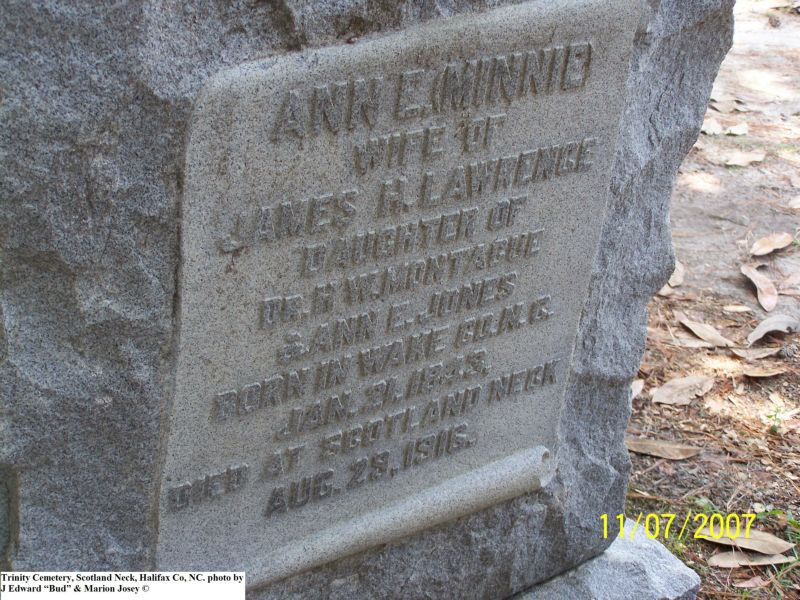 ANN E. (MINNIE)
WIFE OF
JAMES H. LAWRENCE
DAUGHTER OF
DR. H. W. MONTAGUE
& ANN E. JONES
BORN IN WAKE CO. N. C.
JAN. 31, 1843,
DIED AT SCOTLAND NECK
AUG. 29, 1916.
11/07/2007
Trinity Cemetery, Scotland Neck, Halifax Co, NC. photo by
J Edward “Bud” & Marion Josey ©